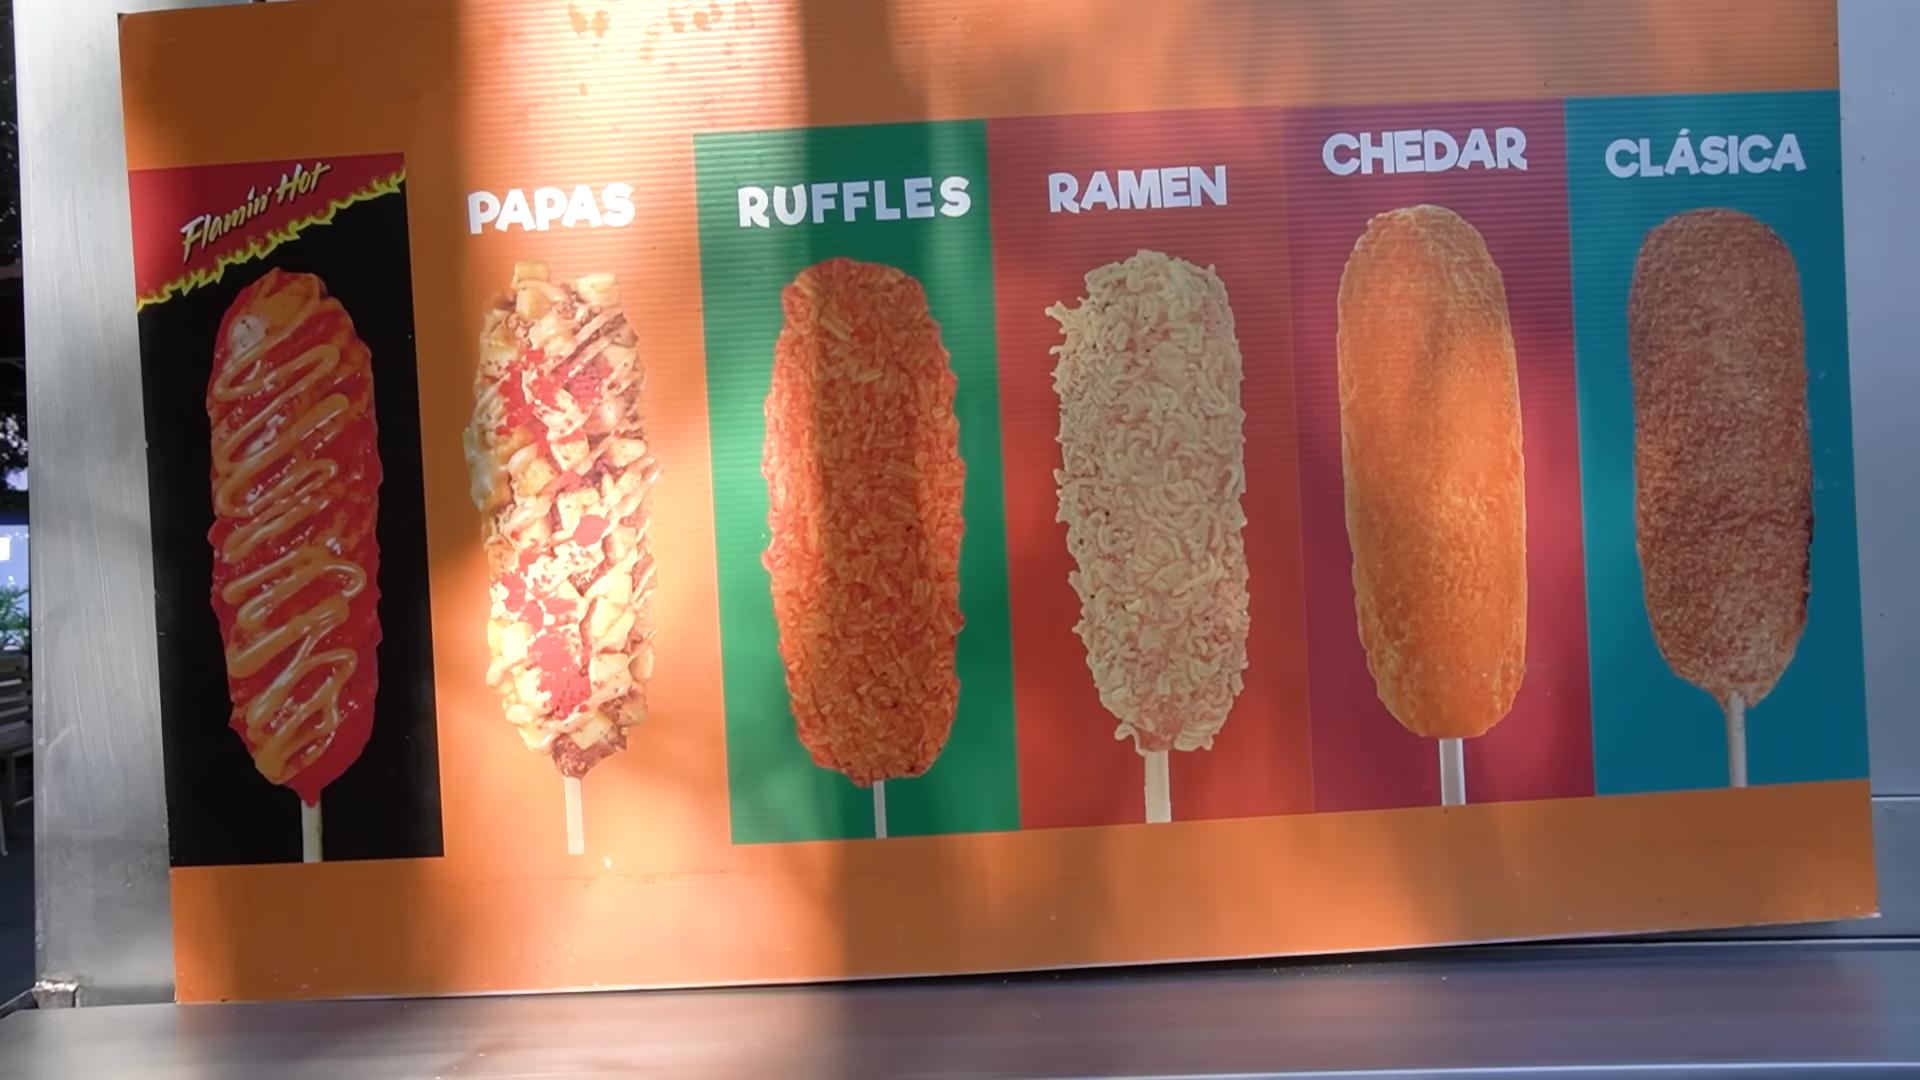 Flamin' Hot
PAPAS
RUFFLES
RAMEN
CHEDAR
CLÁSICA